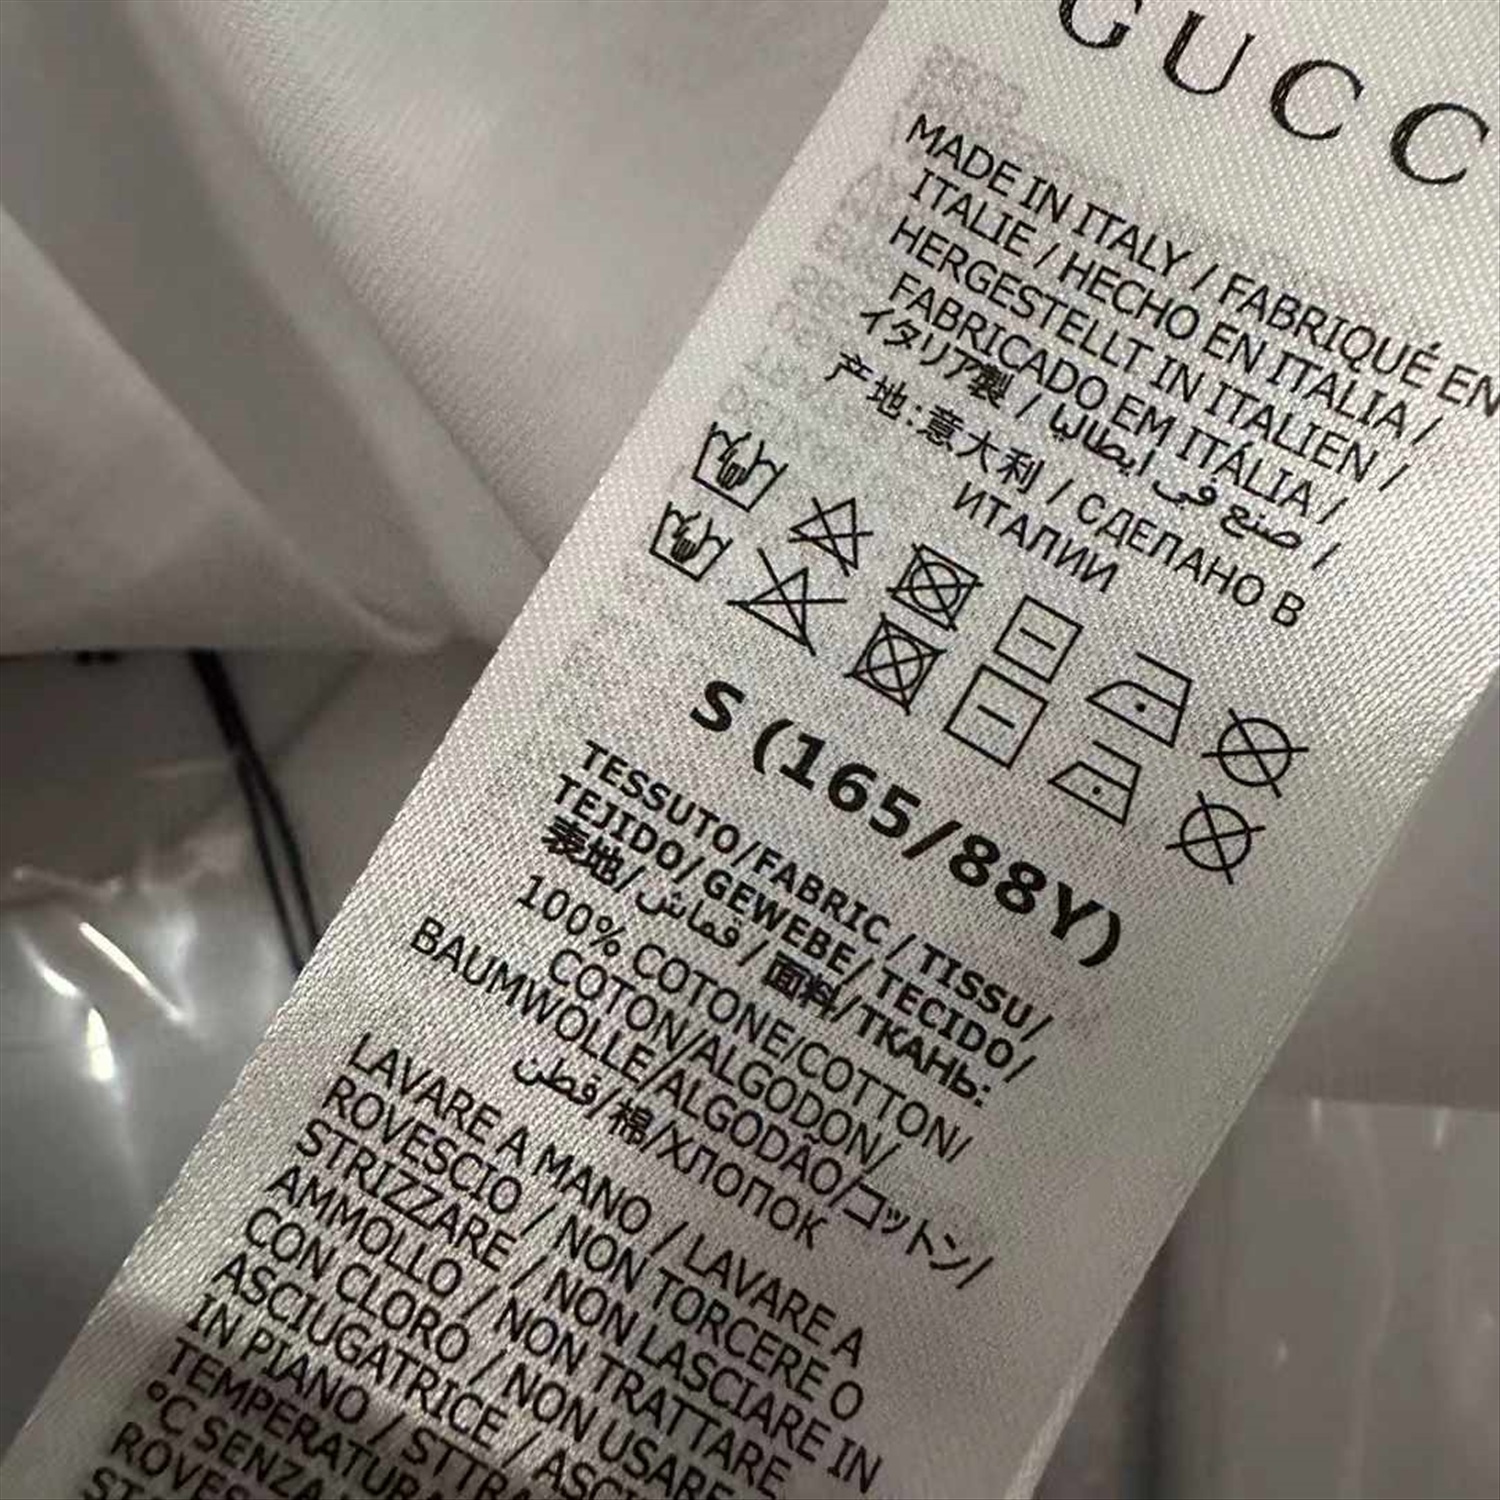 GUCC
MADE IN ITALY / FABRIQUÉ EN
ITALIE / HECHO EN ITALIA /
HERGESTELLT IN ITALIEN /
FABRICADO EM ITÁLIA /
イタリア製 / صنع في ايطاليا /
产地:意大利 / СДЕЛАНО В
ИТАЛИИ
S (165/88Y)
TESSUTO/FABRIC / TISSU/
TEJIDO/GEWEBE/TECIDO/
表地/قماش / 面料/ТКАНЬ:
100% COTONE/COTTON/
COTON/ALGODÓN/
BAUMWOLLE/ALGODÃO/コットン/
قطن/棉/ХЛОПОК
LAVARE A MANO / LAVARE A
ROVESCIO / NON TORCERE O
STRIZZARE / NON LASCIARE IN
AMMOLLO / NON TRATTARE
CON CLORO / NON USARE
ASCIUGATRICE / ASCI
IN PIANO / STTRA
TEMPERATURA
°C SENZA
ROVES